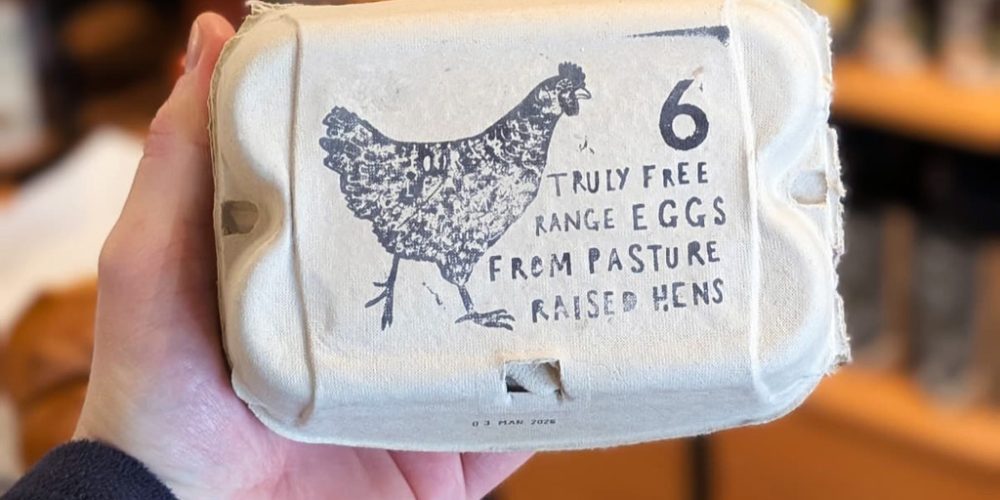 6
TRULY FREE
RANGE EGGS
FROM PASTURE
RAISED HENS
03 MAR 2026